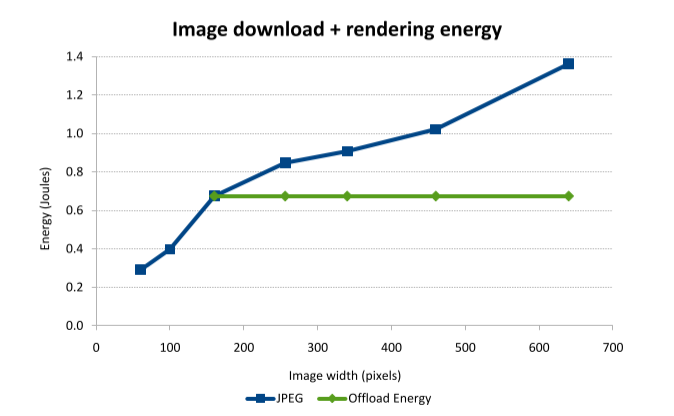 Image download + rendering energy
1.4
1.2
1.0
0.8
0.6
0.4
0.2
0.0
Energy (Joules)
0 100 200 300 400 500 600 700
Image width (pixels)
JPEG Offload Energy